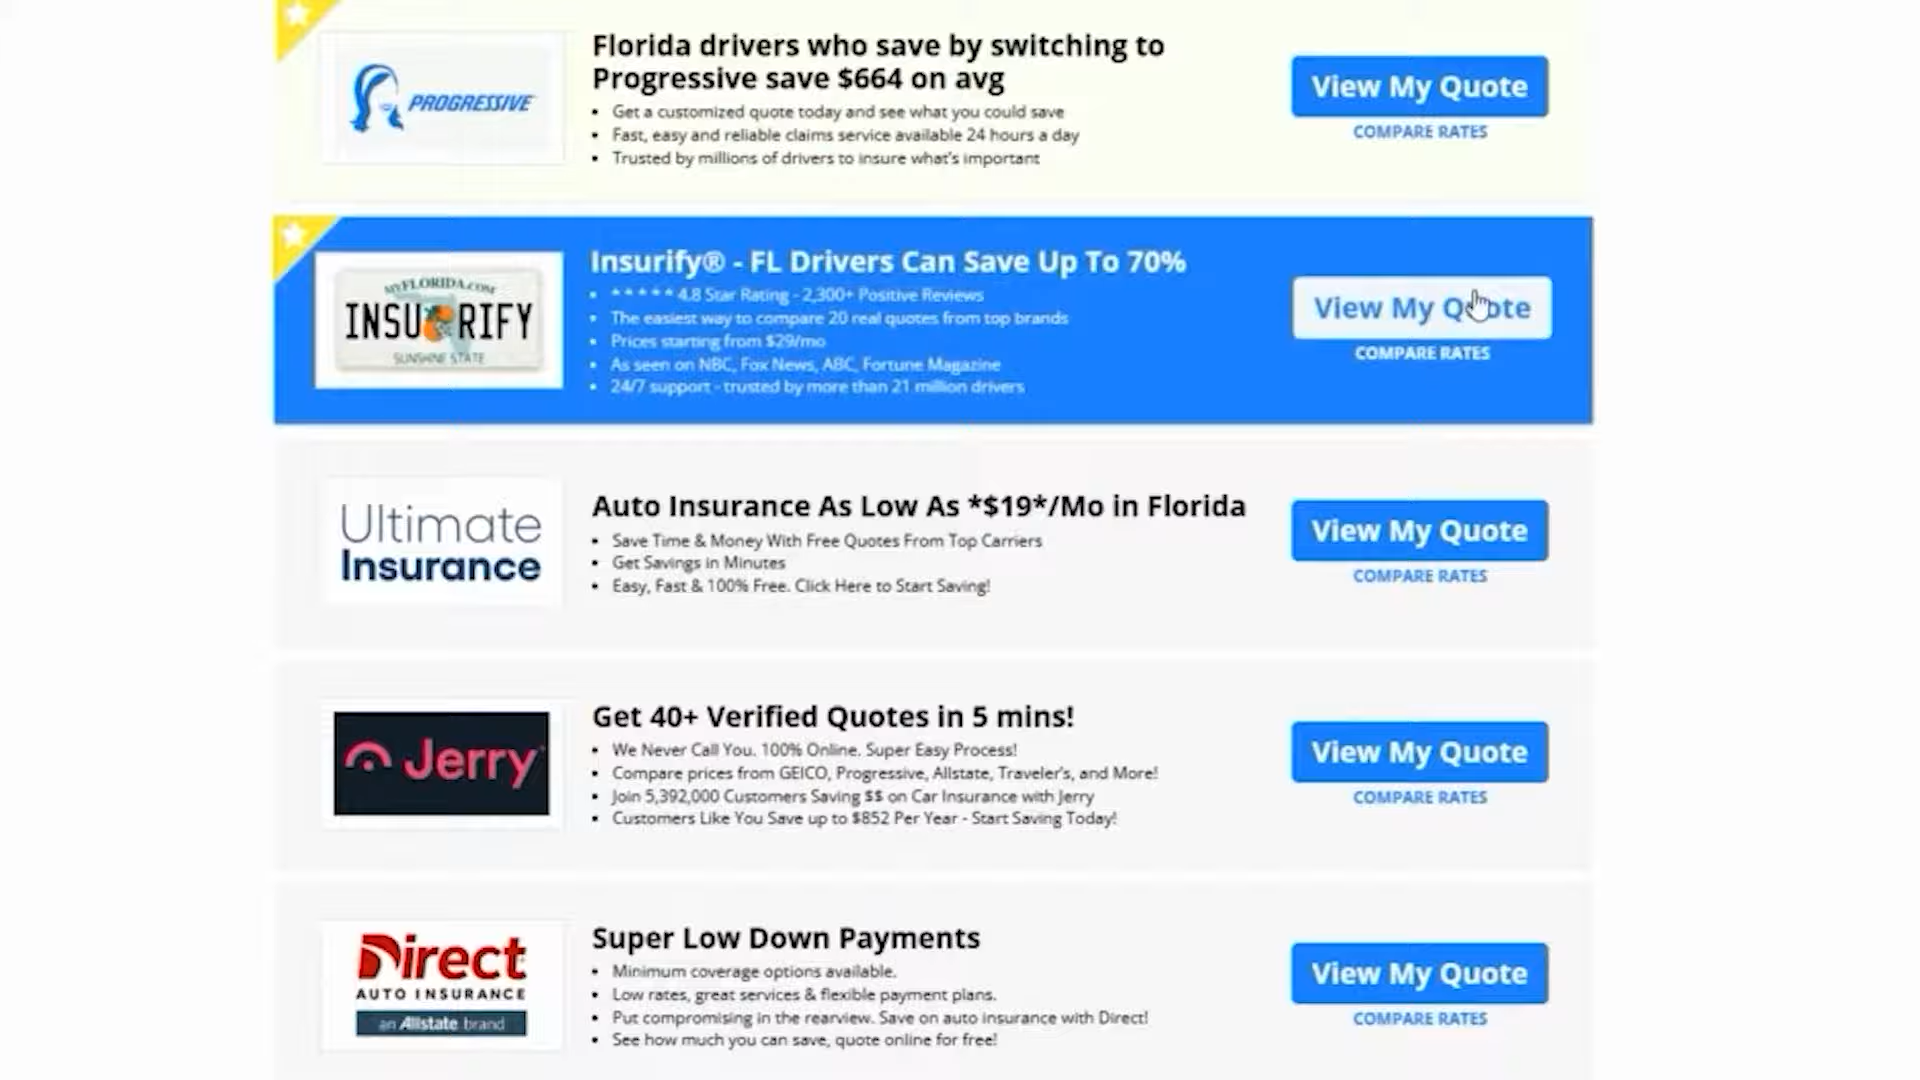 PROGRESSIVE
Florida drivers who save by switching to
Progressive save $664 on avg
• Get a customized quote today and see what you could save
• Fast, easy and reliable claims service available 24 hours a day
• Trusted by millions of drivers to insure what's important
View My Quote
COMPARE RATES
MYFLORIDA.COM
INSURIFY
SUNSHINE STATE
Insurify® - FL Drivers Can Save Up To 70%
• * * * * * 4.8 Star Rating - 2,300+ Positive Reviews
• The easiest way to compare 20 real quotes from top brands
• Prices starting from $29/mo
• As seen on NBC, Fox News, ABC, Fortune Magazine
• 24/7 support - trusted by more than 21 million drivers
View My Quote
COMPARE RATES
Ultimate
Insurance
Auto Insurance As Low As *$19*/Mo in Florida
• Save Time & Money With Free Quotes From Top Carriers
• Get Savings in Minutes
• Easy, Fast & 100% Free. Click Here to Start Saving!
View My Quote
COMPARE RATES
Jerry
Get 40+ Verified Quotes in 5 mins!
• We Never Call You. 100% Online. Super Easy Process!
• Compare prices from GEICO, Progressive, Allstate, Traveler's, and More!
• Join 5,392,000 Customers Saving $$ on Car Insurance with Jerry
• Customers Like You Save up to $852 Per Year - Start Saving Today!
View My Quote
COMPARE RATES
Direct
AUTO INSURANCE
an Allstate brand
Super Low Down Payments
• Minimum coverage options available.
• Low rates, great services & flexible payment plans.
• Put compromising in the rearview. Save on auto insurance with Direct!
• See how much you can save, quote online for free!
View My Quote
COMPARE RATES